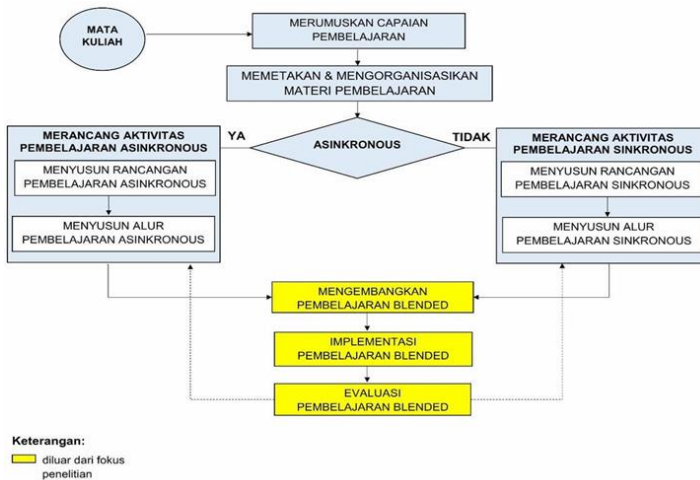 MATA
KULIAH
MERUMUSKAN CAPAIAN
PEMBELAJARAN
MEMETAKAN & MENGORGANISASIKAN
MATERI PEMBELAJARAN
ASINKRONOUS
YA
TIDAK
MERANCANG AKTIVITAS
PEMBELAJARAN ASINKRONOUS
MENYUSUN RANCANGAN
PEMBELAJARAN ASINKRONOUS
MENYUSUN ALUR
PEMBELAJARAN ASINKRONOUS
MERANCANG AKTIVITAS
PEMBELAJARAN SINKRONOUS
MENYUSUN RANCANGAN
PEMBELAJARAN SINKRONOUS
MENYUSUN ALUR
PEMBELAJARAN SINKRONOUS
MENGEMBANGKAN
PEMBELAJARAN BLENDED
IMPLEMENTASI
PEMBELAJARAN BLENDED
EVALUASI
PEMBELAJARAN BLENDED
Keterangan:
diluar dari fokus
penelitian